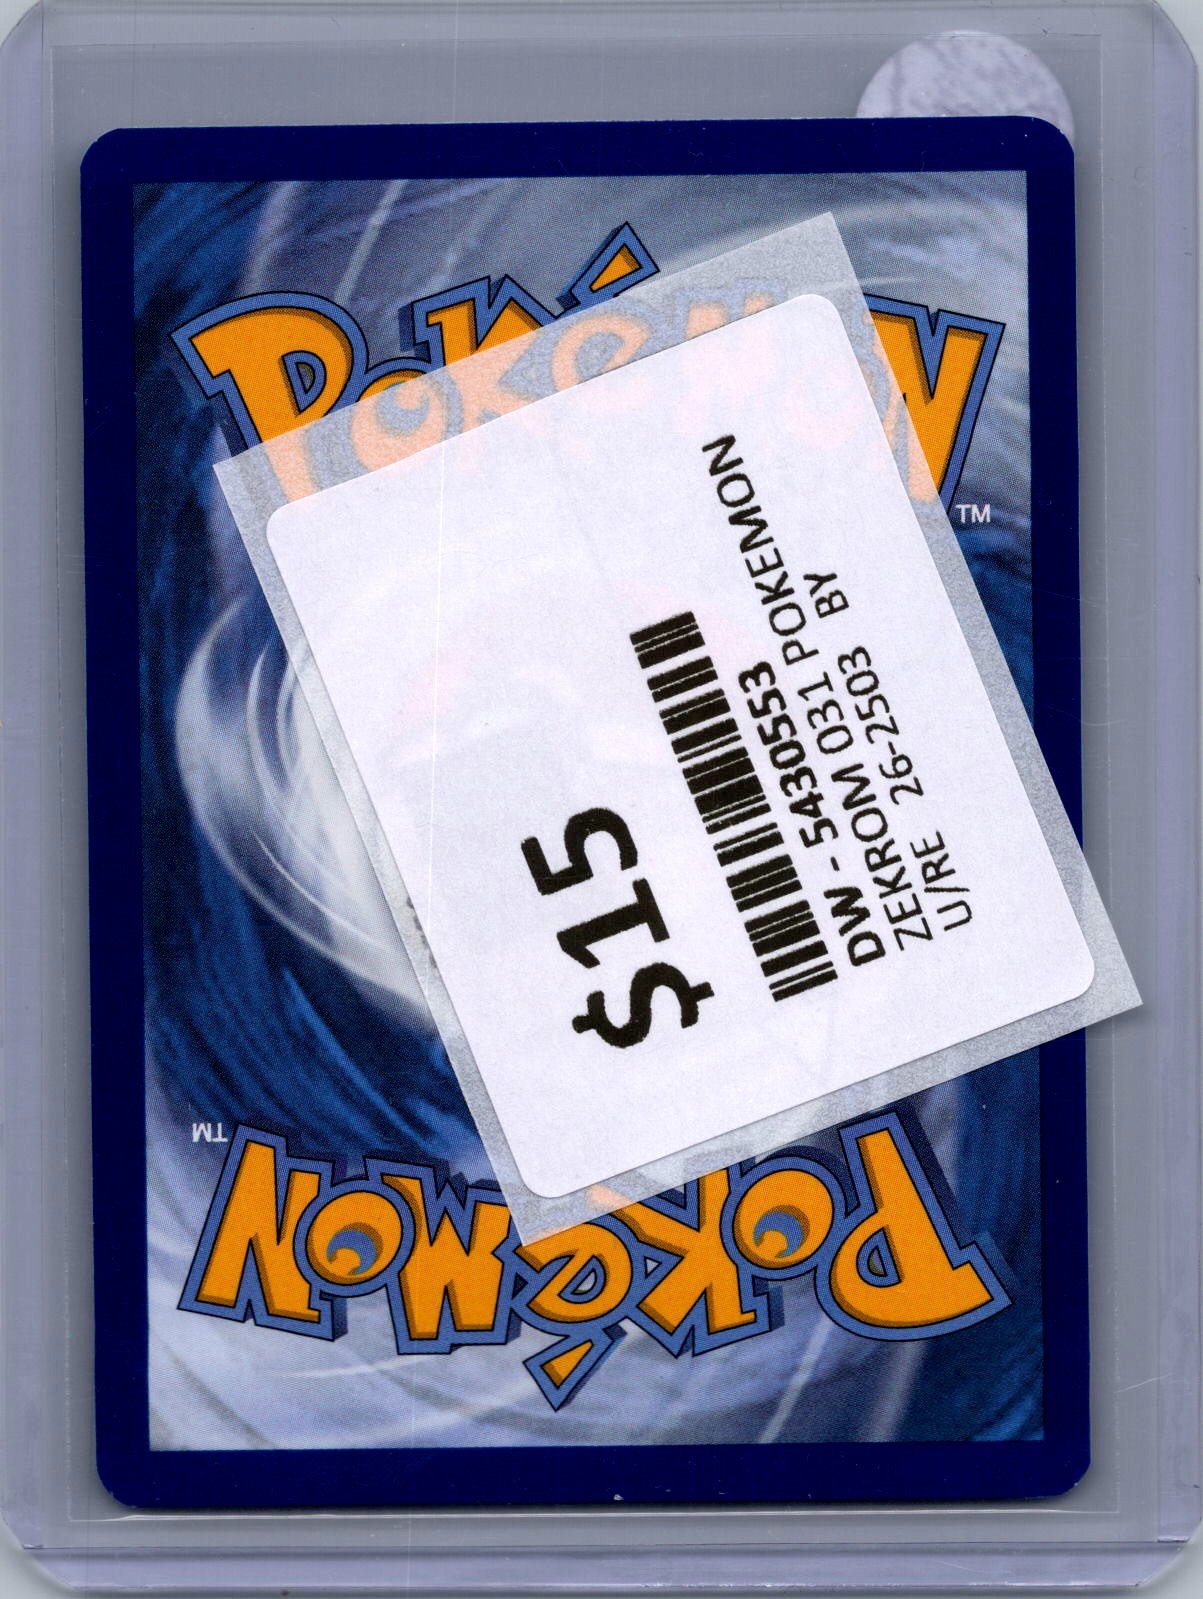 Pokémon
TM
$15
DW - 5430553
ZEKROM 031 POKEMON
U/RE 26-2503 BY
Pokémon
TM